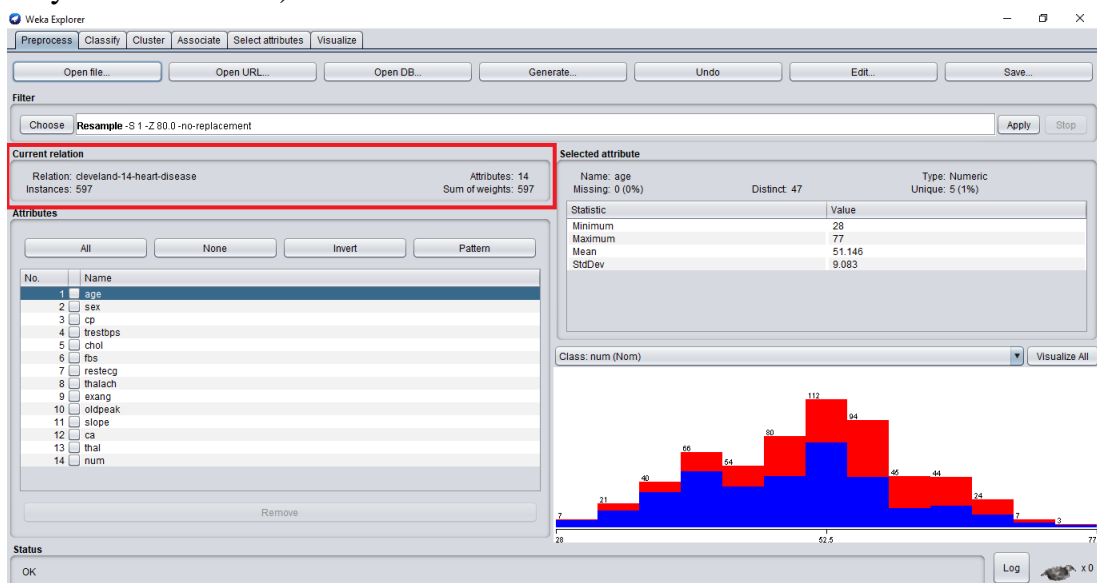 Weka Explorer
Preprocess Classify Cluster Associate Select attributes Visualize
Open file... Open URL... Open DB... Generate... Undo Edit... Save...
Filter
Choose Resample -S 1 -Z 80.0 -no-replacement Apply Stop
Current relation
Relation: cleveland-14-heart-disease Attributes: 14
Instances: 597 Sum of weights: 597
Attributes
All None Invert Pattern
No. Name
1 age
2 sex
3 cp
4 trestbps
5 chol
6 fbs
7 restecg
8 thalach
9 exang
10 oldpeak
11 slope
12 ca
13 thal
14 num
Remove
Selected attribute
Name: age Type: Numeric
Missing: 0 (0%) Distinct: 47 Unique: 5 (1%)
Statistic Value
Minimum 28
Maximum 77
Mean 51.146
StdDev 9.083
Class: num (Nom) Visualize All
7 21 40 66 54 80 112 94 46 44 24 7 3
28 52.5 77
Status
OK Log x 0